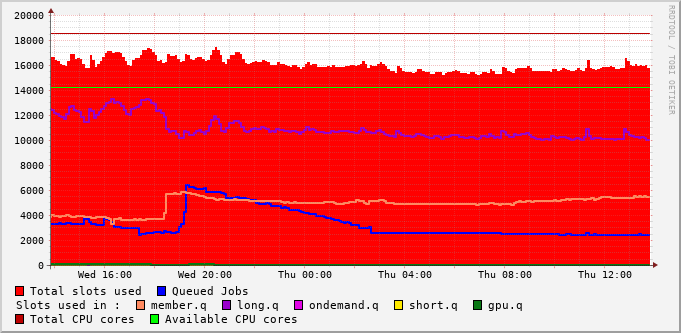 20000
18000
16000
14000
12000
10000
8000
6000
4000
2000
0
Wed 16:00 Wed 20:00 Thu 00:00 Thu 04:00 Thu 08:00 Thu 12:00
RRDTOOL / TOBI OETIKER
Total slots used Queued Jobs
Slots used in : member.q long.q ondemand.q short.q gpu.q
Total CPU cores Available CPU cores